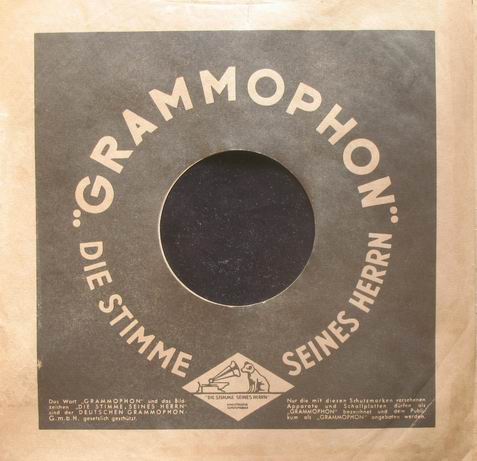 "GRAMMOPHON"
DIE STIMME
SEINES HERRN
"DIE STIMME SEINES HERRN"
Das Wort „GRAMMOPHON" und das Bild-
zeichen „DIE STIMME SEINES HERRN"
sind der DEUTSCHEN GRAMMOPHON-
G.m.b.H. gesetzlich geschützt.
Nur die mit diesen Schutzmarken versehenen
Apparate und Schallplatten dürfen als
„GRAMMOPHON" bezeichnet und dem Publi-
kum als „GRAMMOPHON" angeboten werden.